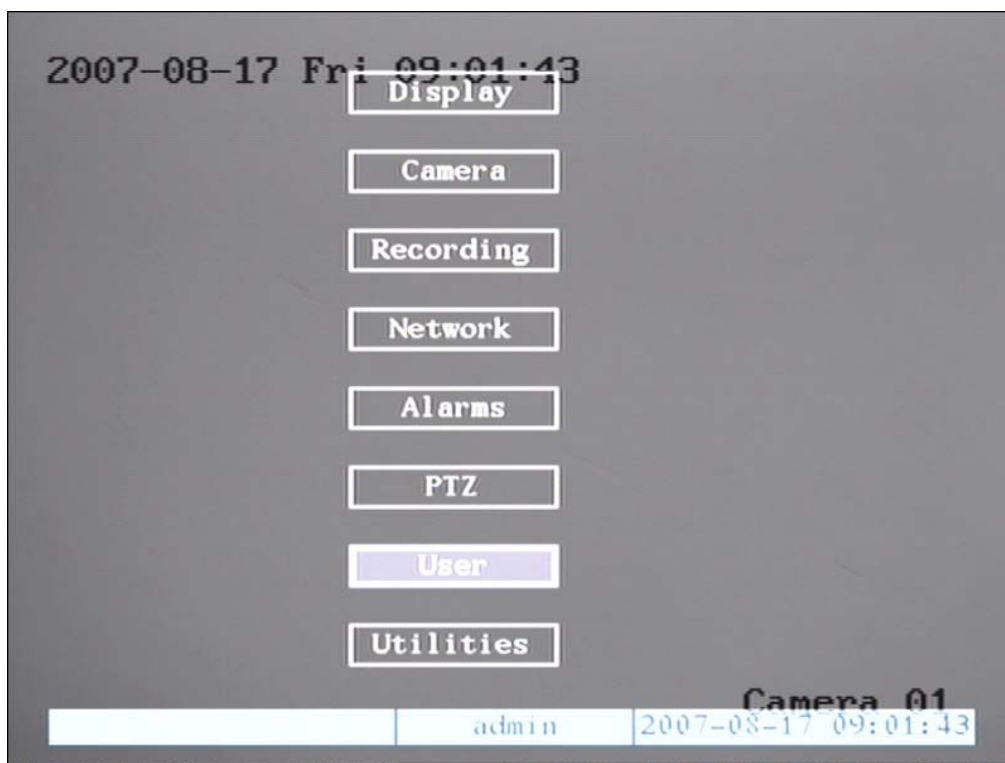 2007-08-17 Fri 09:01:43
Display
Camera
Recording
Network
Alarms
PTZ
User
Utilities
Camera 01
admin
2007-08-17 09:01:43